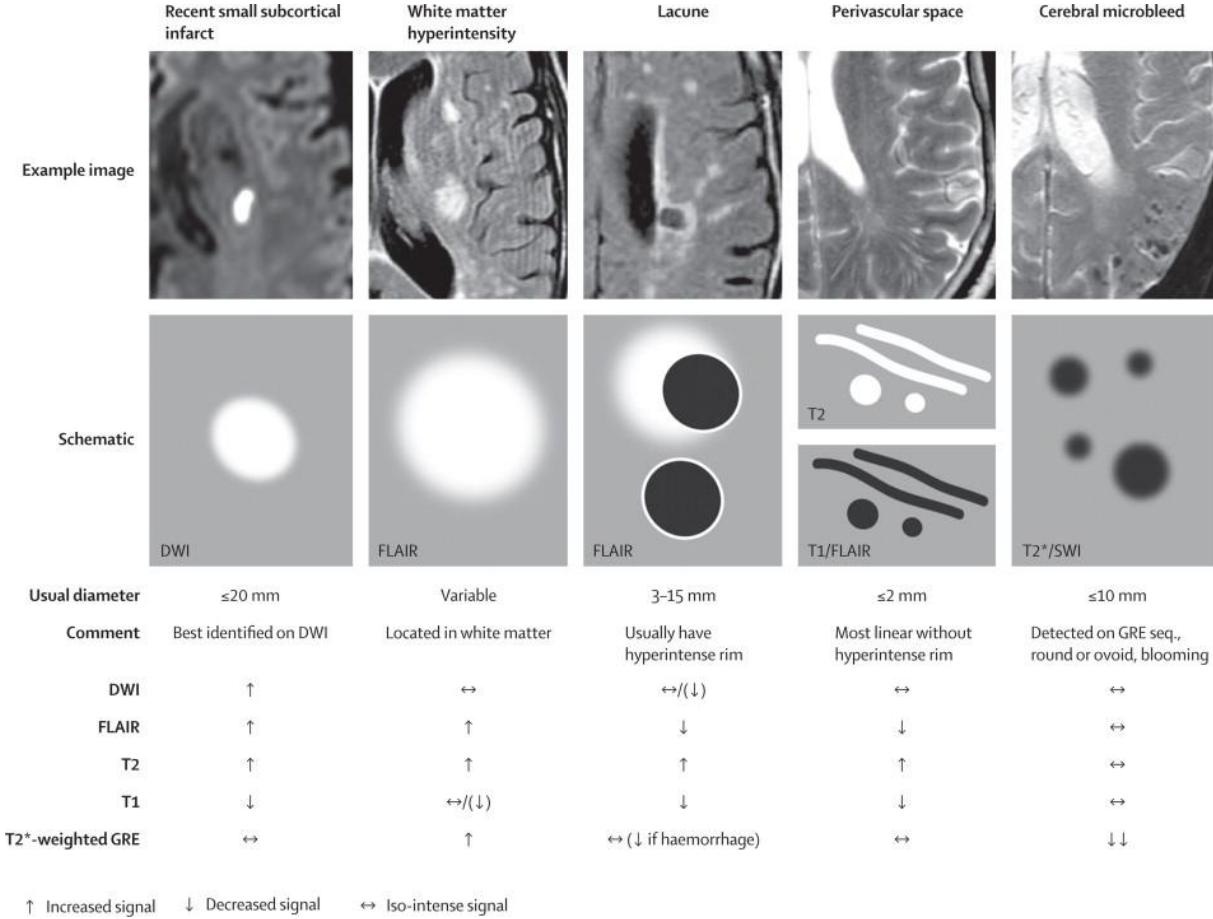 Recent small subcortical
infarct
White matter
hyperintensity
Lacune
Perivascular space
Cerebral microbleed
Example image
Schematic
DWI
FLAIR
FLAIR
T2
T1/FLAIR
T2*/SWI
Usual diameter ≤20 mm Variable 3–15 mm ≤2 mm ≤10 mm
Comment
Best identified on DWI
Located in white matter
Usually have
hyperintense rim
Most linear without
hyperintense rim
Detected on GRE seq.,
round or ovoid, blooming
DWI ↑ ↔ ↔/(↓) ↔ ↔
FLAIR ↑ ↑ ↓ ↓ ↔
T2 ↑ ↑ ↑ ↑ ↔
T1 ↓ ↔/(↓) ↓ ↓ ↔
T2*-weighted GRE ↔ ↑ ↔ (↓ if haemorrhage) ↔ ↓↓
↑ Increased signal ↓ Decreased signal ↔ Iso-intense signal